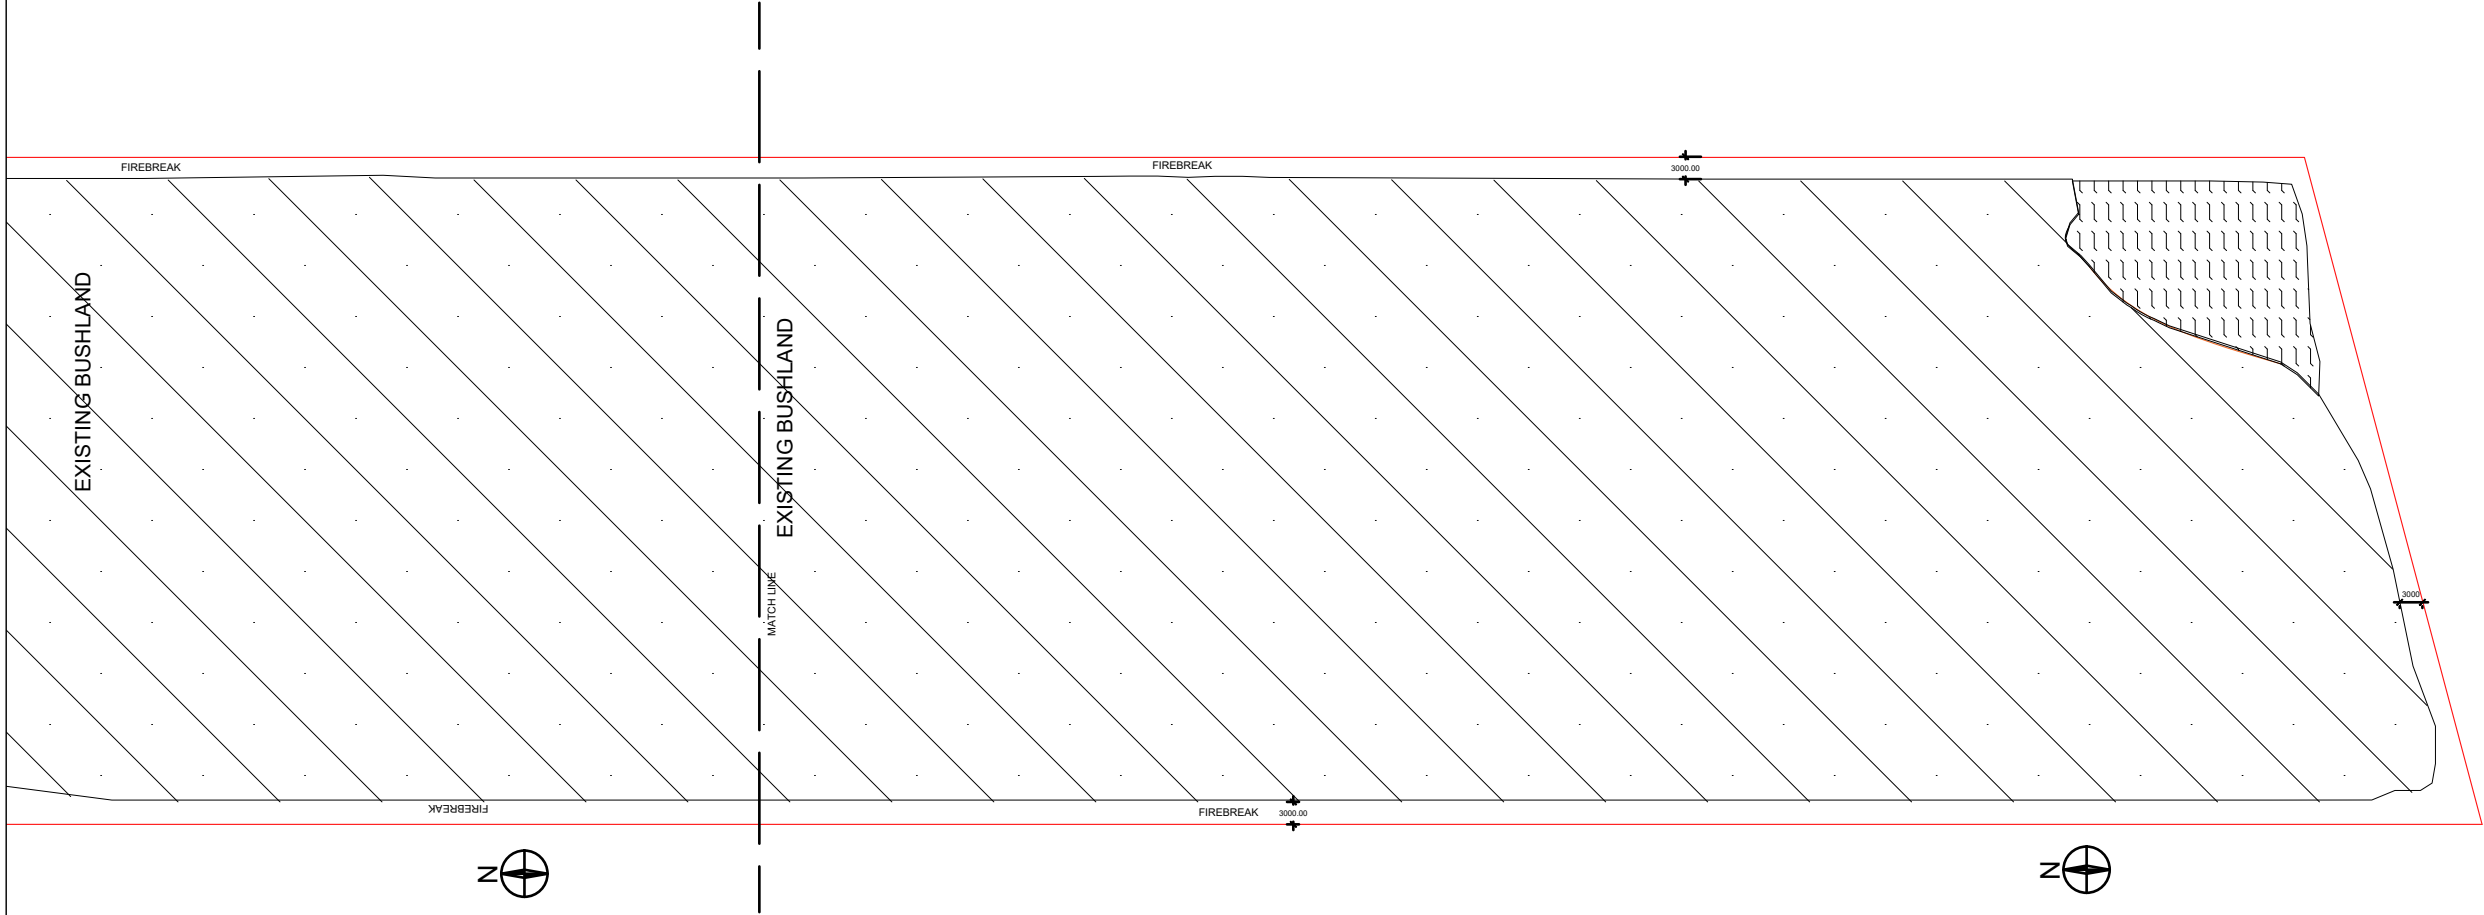 FIREBREAK
FIREBREAK
3000.00
EXISTING BUSHLAND
EXISTING BUSHLAND
MATCH LINE
3000
FIREBREAK
FIREBREAK
3000.00
N
N